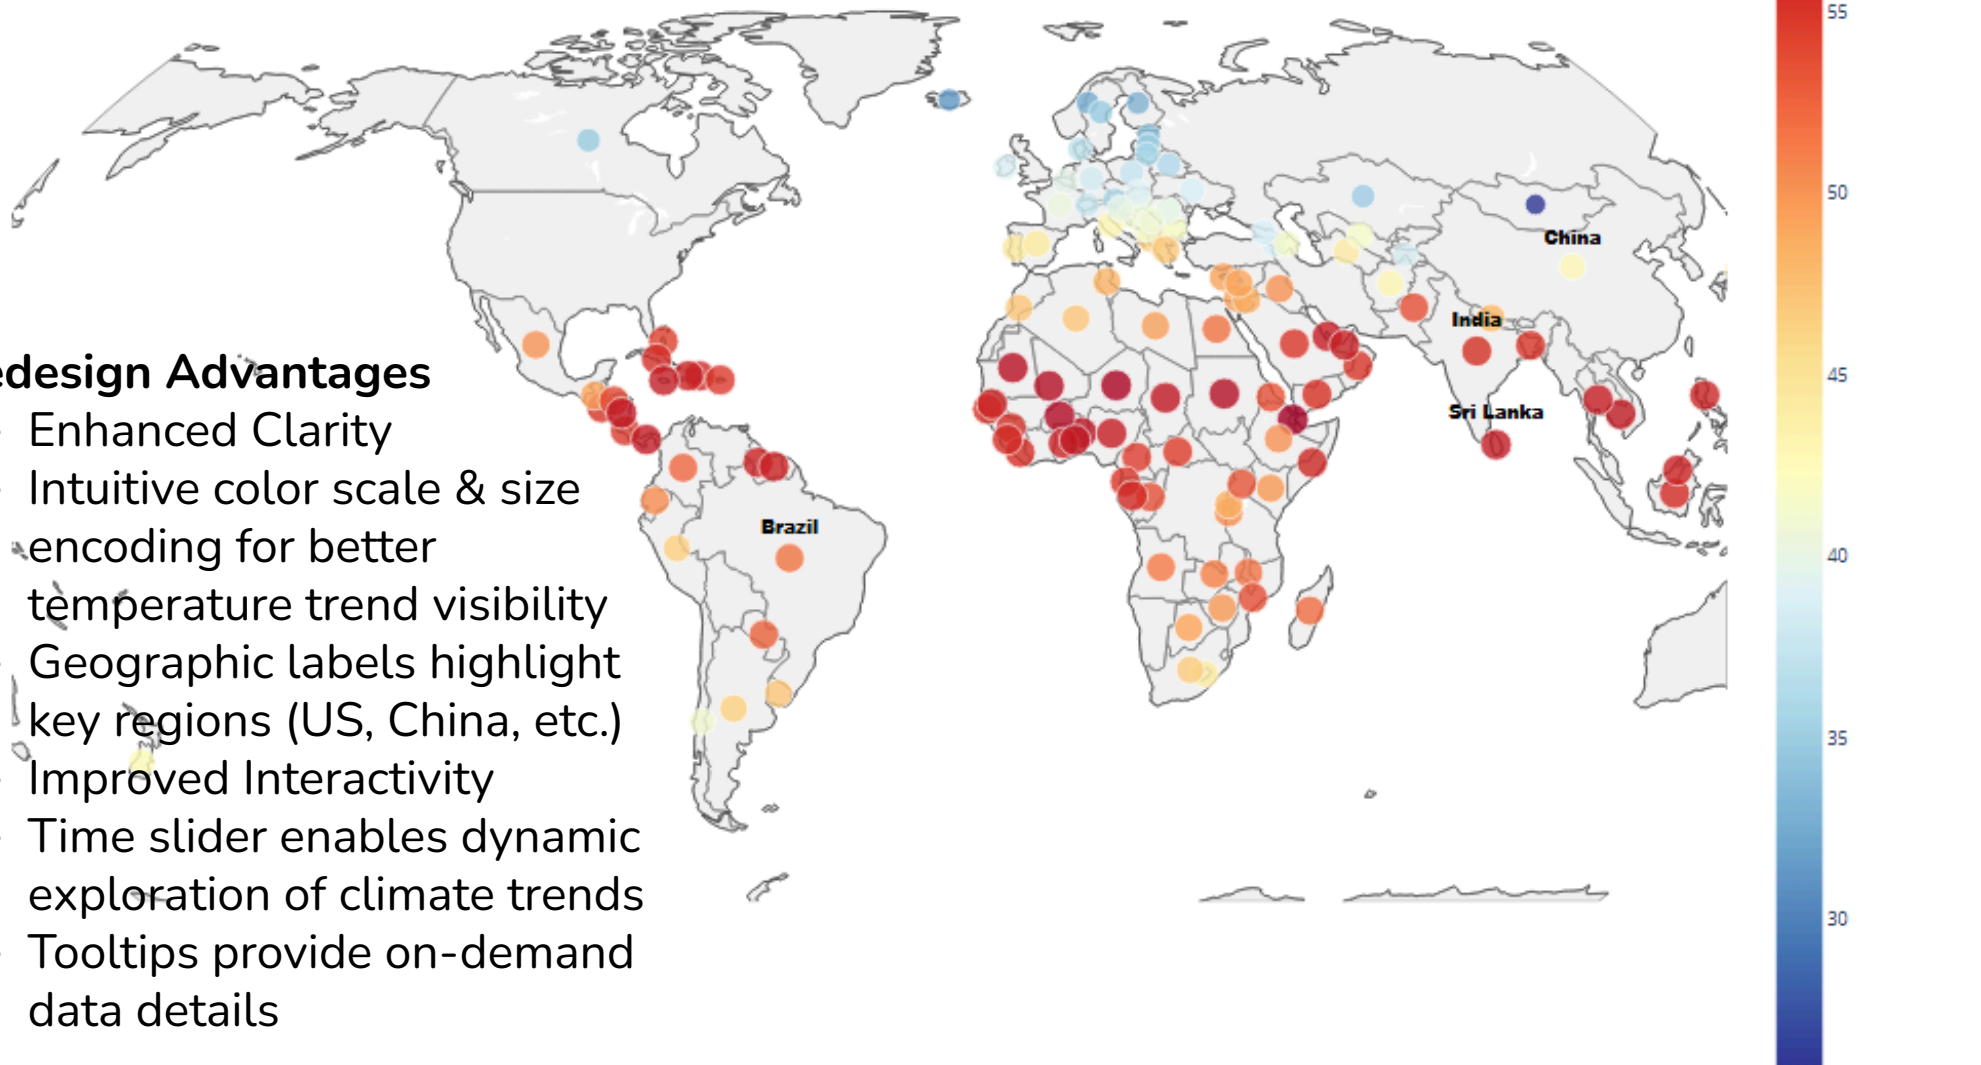 edesign Advantages
Enhanced Clarity
Intuitive color scale & size
encoding for better
temperature trend visibility
Geographic labels highlight
key regions (US, China, etc.)
Improved Interactivity
Time slider enables dynamic
exploration of climate trends
Tooltips provide on-demand
data details
China
India
Sri Lanka
Brazil
55
50
45
40
35
30